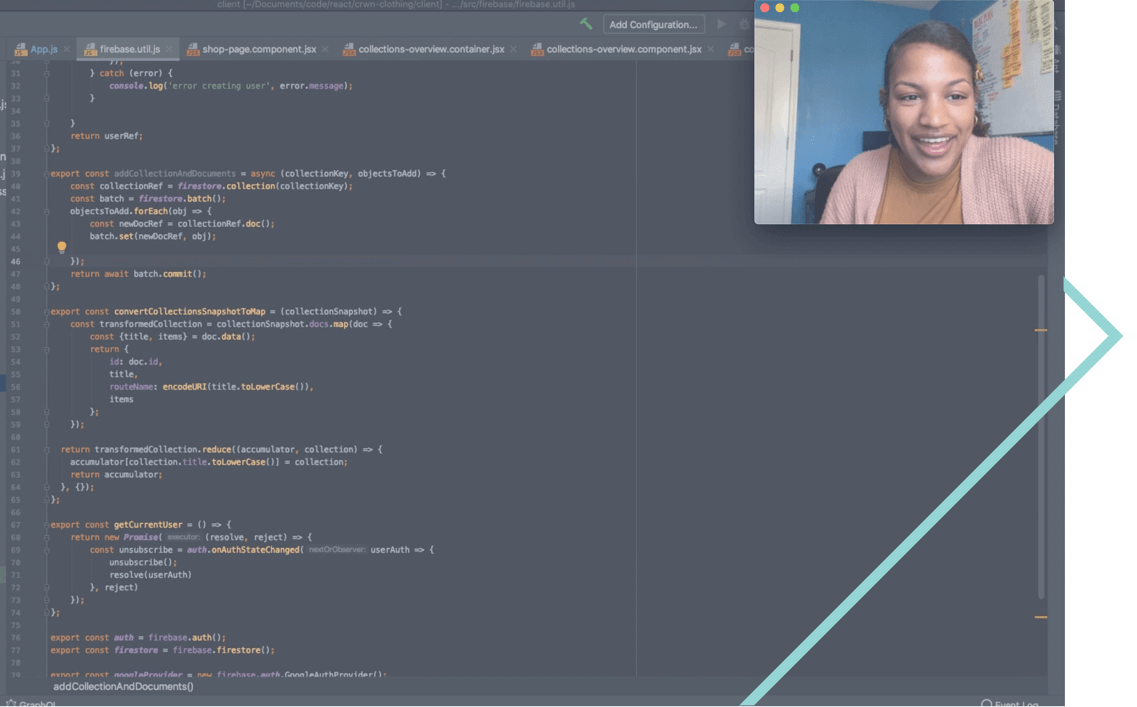 client [~/Documents/code/react/crwn-clothing/client] - .../src/firebase/firebase.util.js
Add Configuration...
App.js firebase.util.js shop-page.component.jsx collections-overview.container.jsx collections-overview.component.jsx
31 } catch (error) {
32 console.log('error creating user', error.message);
33 }
34
35 }
36 return userRef;
37 };
38
39 export const addCollectionAndDocuments = async (collectionKey, objectsToAdd) => {
40 const collectionRef = firestore.collection(collectionKey);
41 const batch = firestore.batch();
42 objectsToAdd.forEach(obj => {
43 const newDocRef = collectionRef.doc();
44 batch.set(newDocRef, obj);
45
46 });
47 return await batch.commit();
48 };
49
50 export const convertCollectionsSnapshotToMap = (collectionSnapshot) => {
51 const transformedCollection = collectionSnapshot.docs.map(doc => {
52 const {title, items} = doc.data();
53 return {
54 id: doc.id,
55 title,
56 routeName: encodeURI(title.toLowerCase()),
57 items
58 };
59 });
60
61 return transformedCollection.reduce((accumulator, collection) => {
62 accumulator[collection.title.toLowerCase()] = collection;
63 return accumulator;
64 }, {});
65 };
66
67 export const getCurrentUser = () => {
68 return new Promise( executor: (resolve, reject) => {
69 const unsubscribe = auth.onAuthStateChanged( nextOrObserver: userAuth => {
70 unsubscribe();
71 resolve(userAuth)
72 }, reject)
73 });
74 };
75
76 export const auth = firebase.auth();
77 export const firestore = firebase.firestore();
78
79 export const googleProvider = new firebase.auth.GoogleAuthProvider();
addCollectionAndDocuments()
GraphQL
Event Log